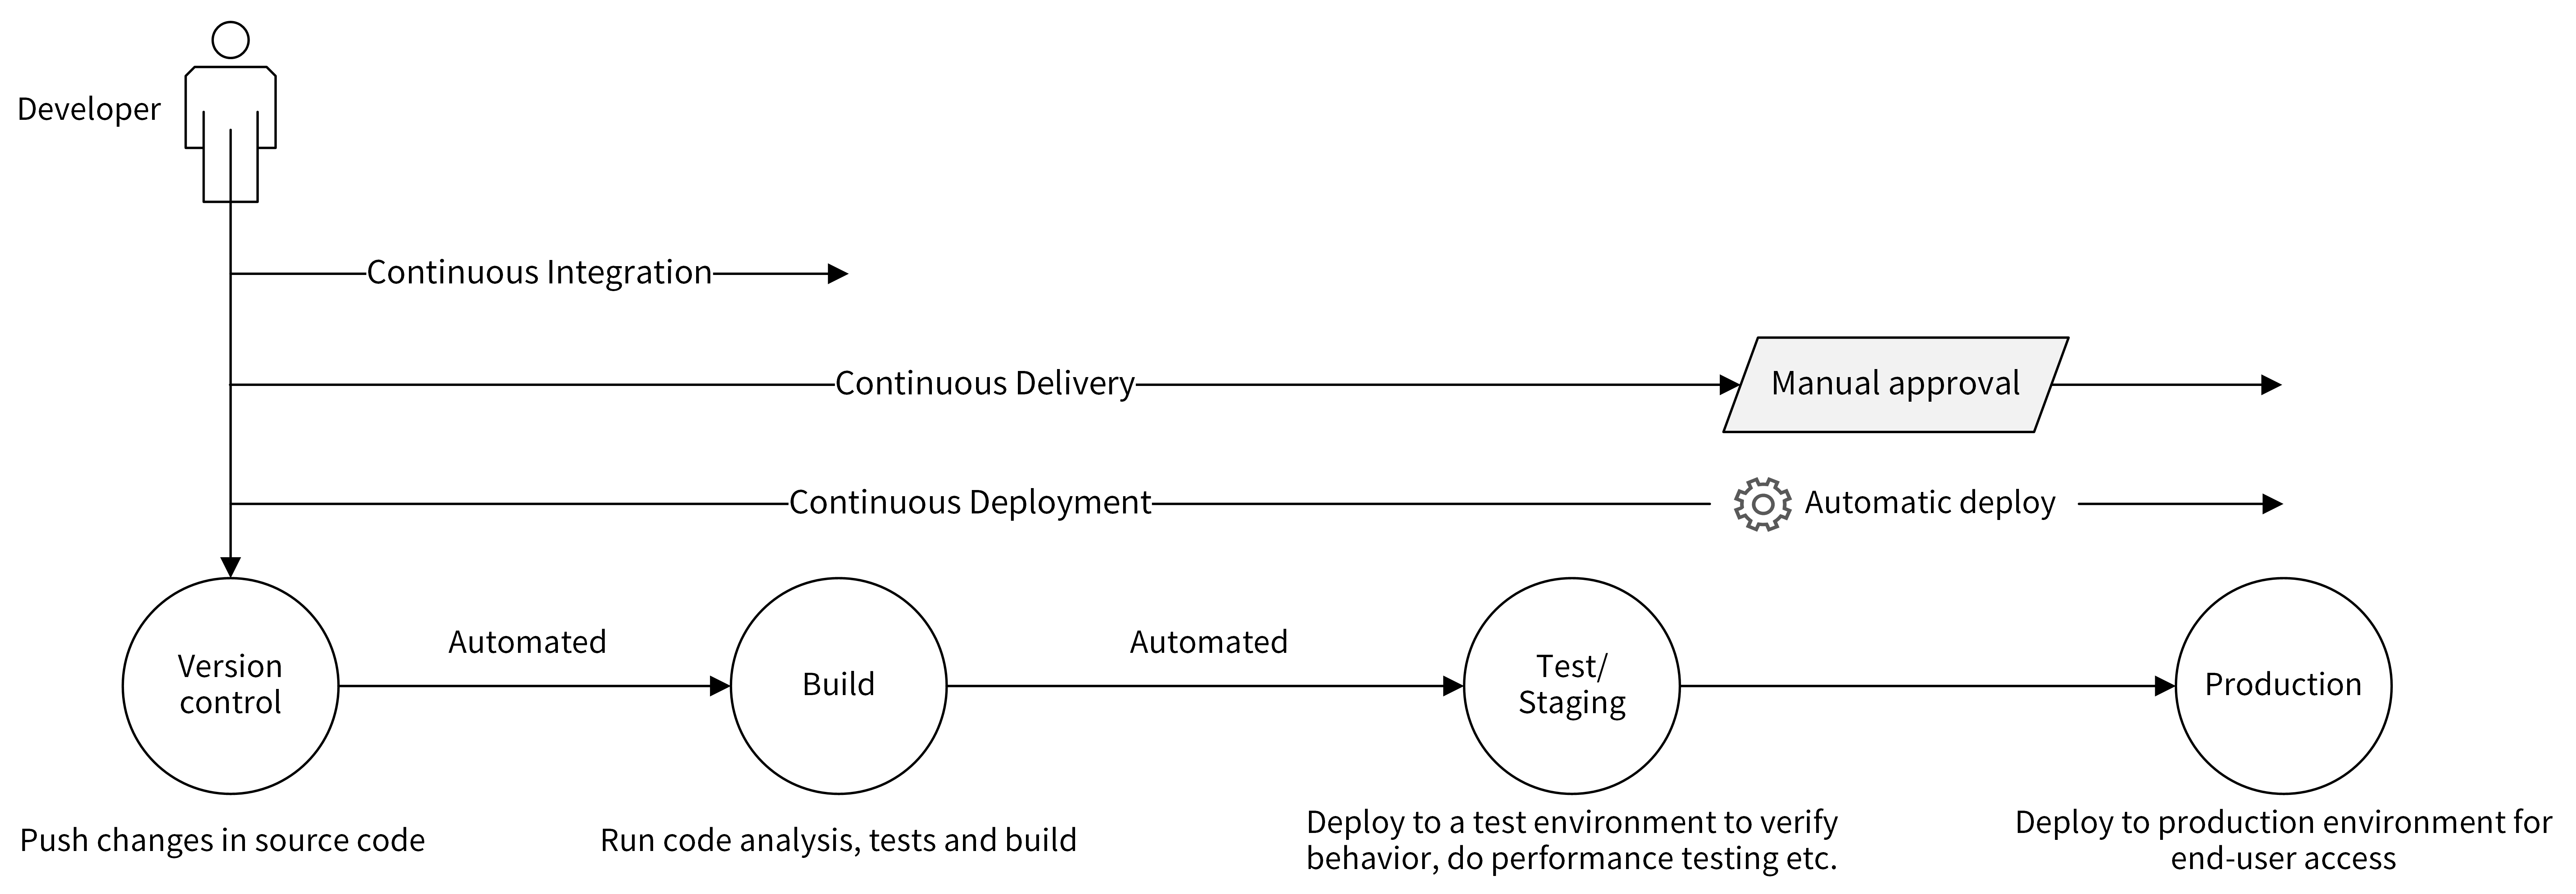 Developer
Continuous Integration
Continuous Delivery
Manual approval
Continuous Deployment
Automatic deploy
Version
control
Automated
Build
Automated
Test/
Staging
Production
Push changes in source code
Run code analysis, tests and build
Deploy to a test environment to verify
behavior, do performance testing etc.
Deploy to production environment for
end-user access